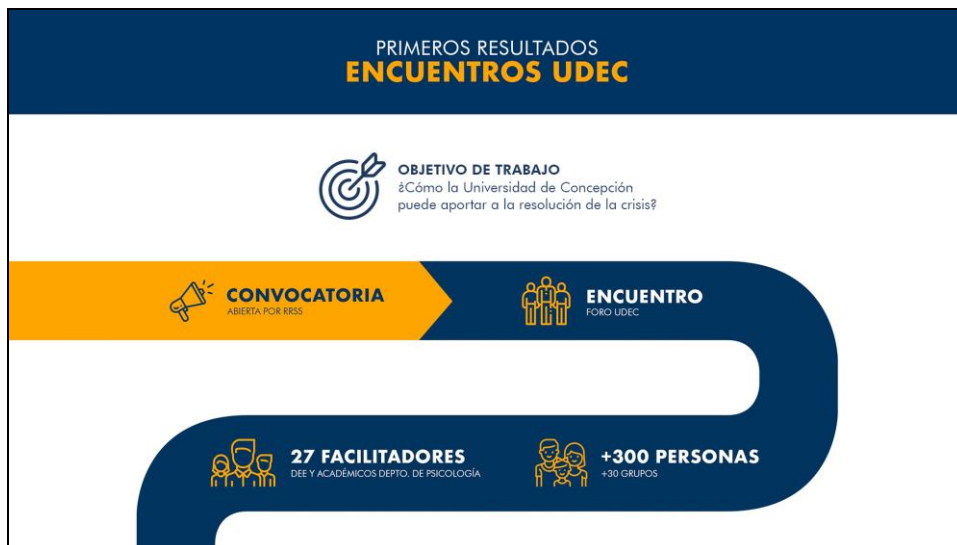 PRIMEROS RESULTADOS
ENCUENTROS UDEC
OBJETIVO DE TRABAJO
¿Cómo la Universidad de Concepción
puede aportar a la resolución de la crisis?
CONVOCATORIA
ABIERTA POR RRSS
ENCUENTRO
FORO UDEC
27 FACILITADORES
DEE Y ACADÉMICOS DEPTO. DE PSICOLOGÍA
+300 PERSONAS
+30 GRUPOS